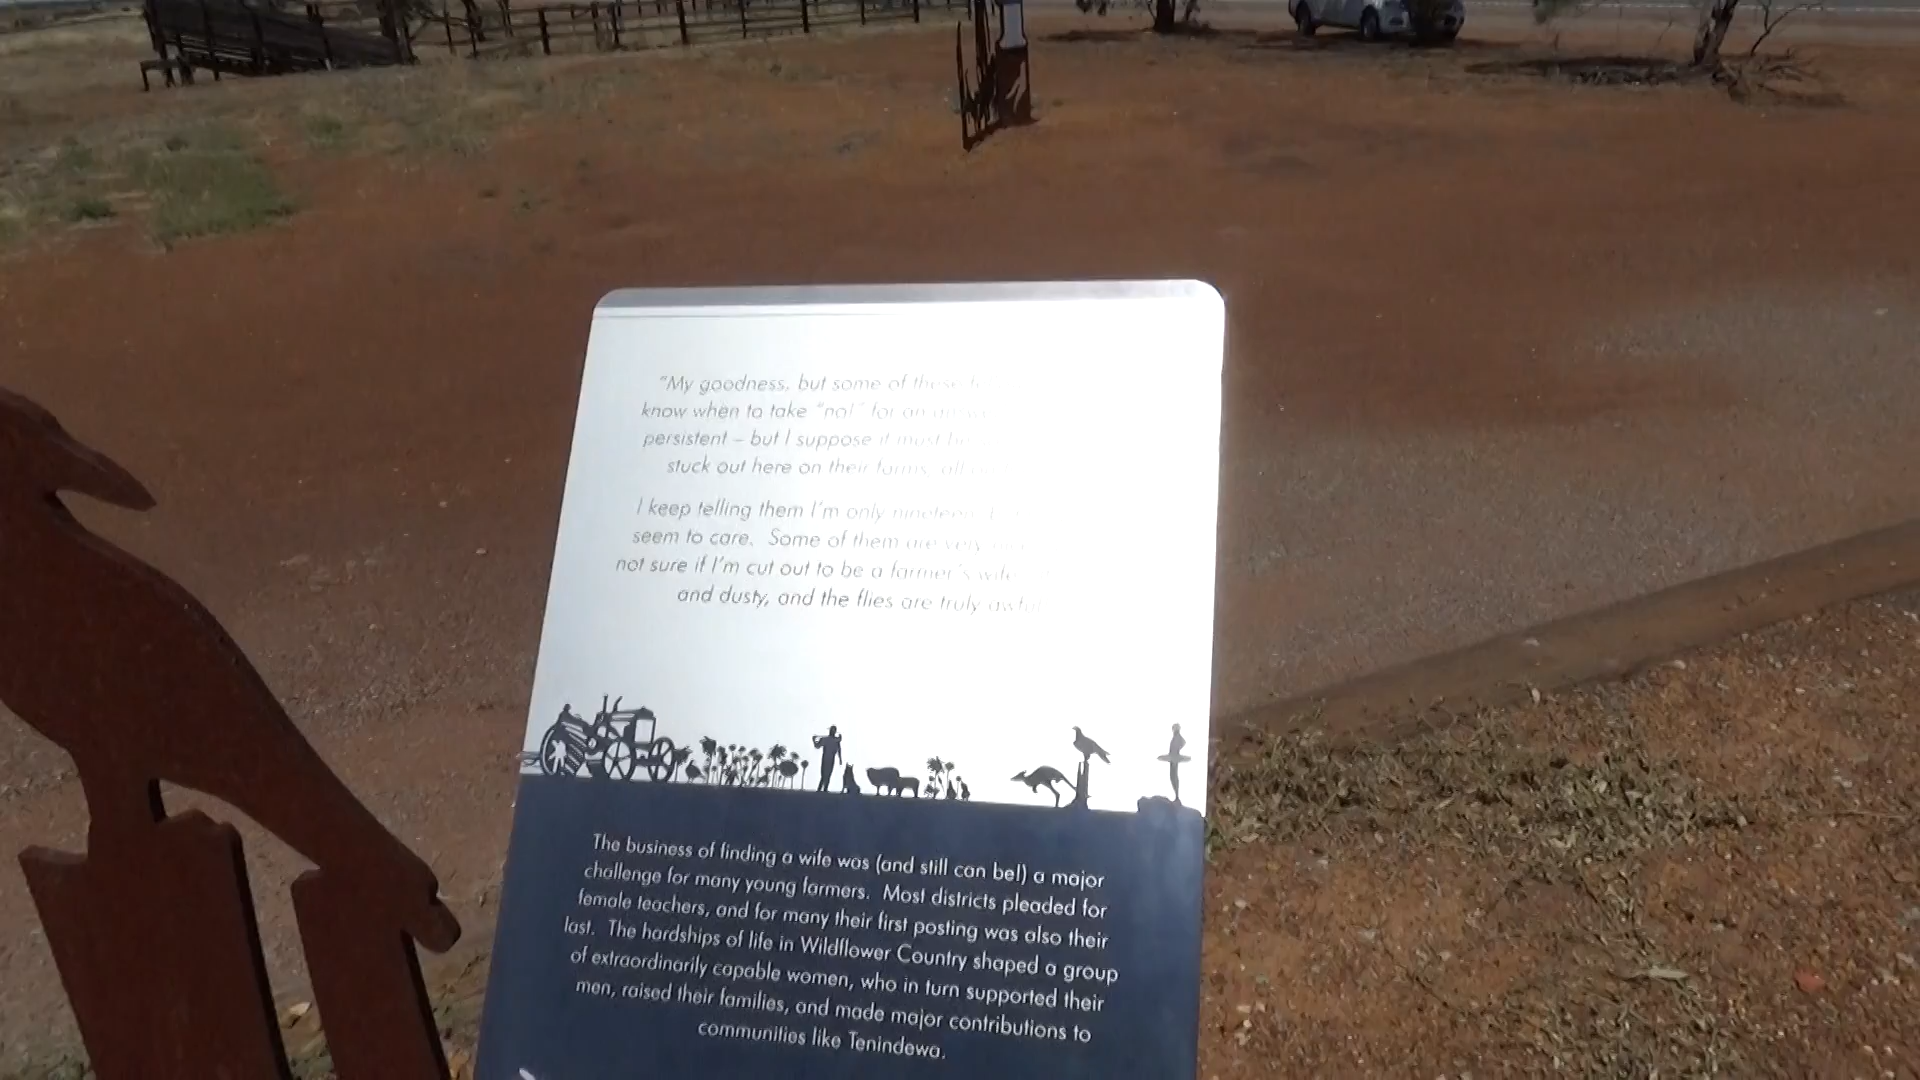 "My goodness, but some of these
know when to take "no!" for an
persistent – but I suppose it must
stuck out here on their farms, all
I keep telling them I'm only nineteen
seem to care. Some of them are very
not sure if I'm cut out to be a farmer's wife
and dusty, and the flies are truly awful
The business of finding a wife was (and still can be!) a major
challenge for many young farmers. Most districts pleaded for
female teachers, and for many their first posting was also their
last. The hardships of life in Wildflower Country shaped a group
of extraordinarily capable women, who in turn supported their
men, raised their families, and made major contributions to
communities like Tenindewa.